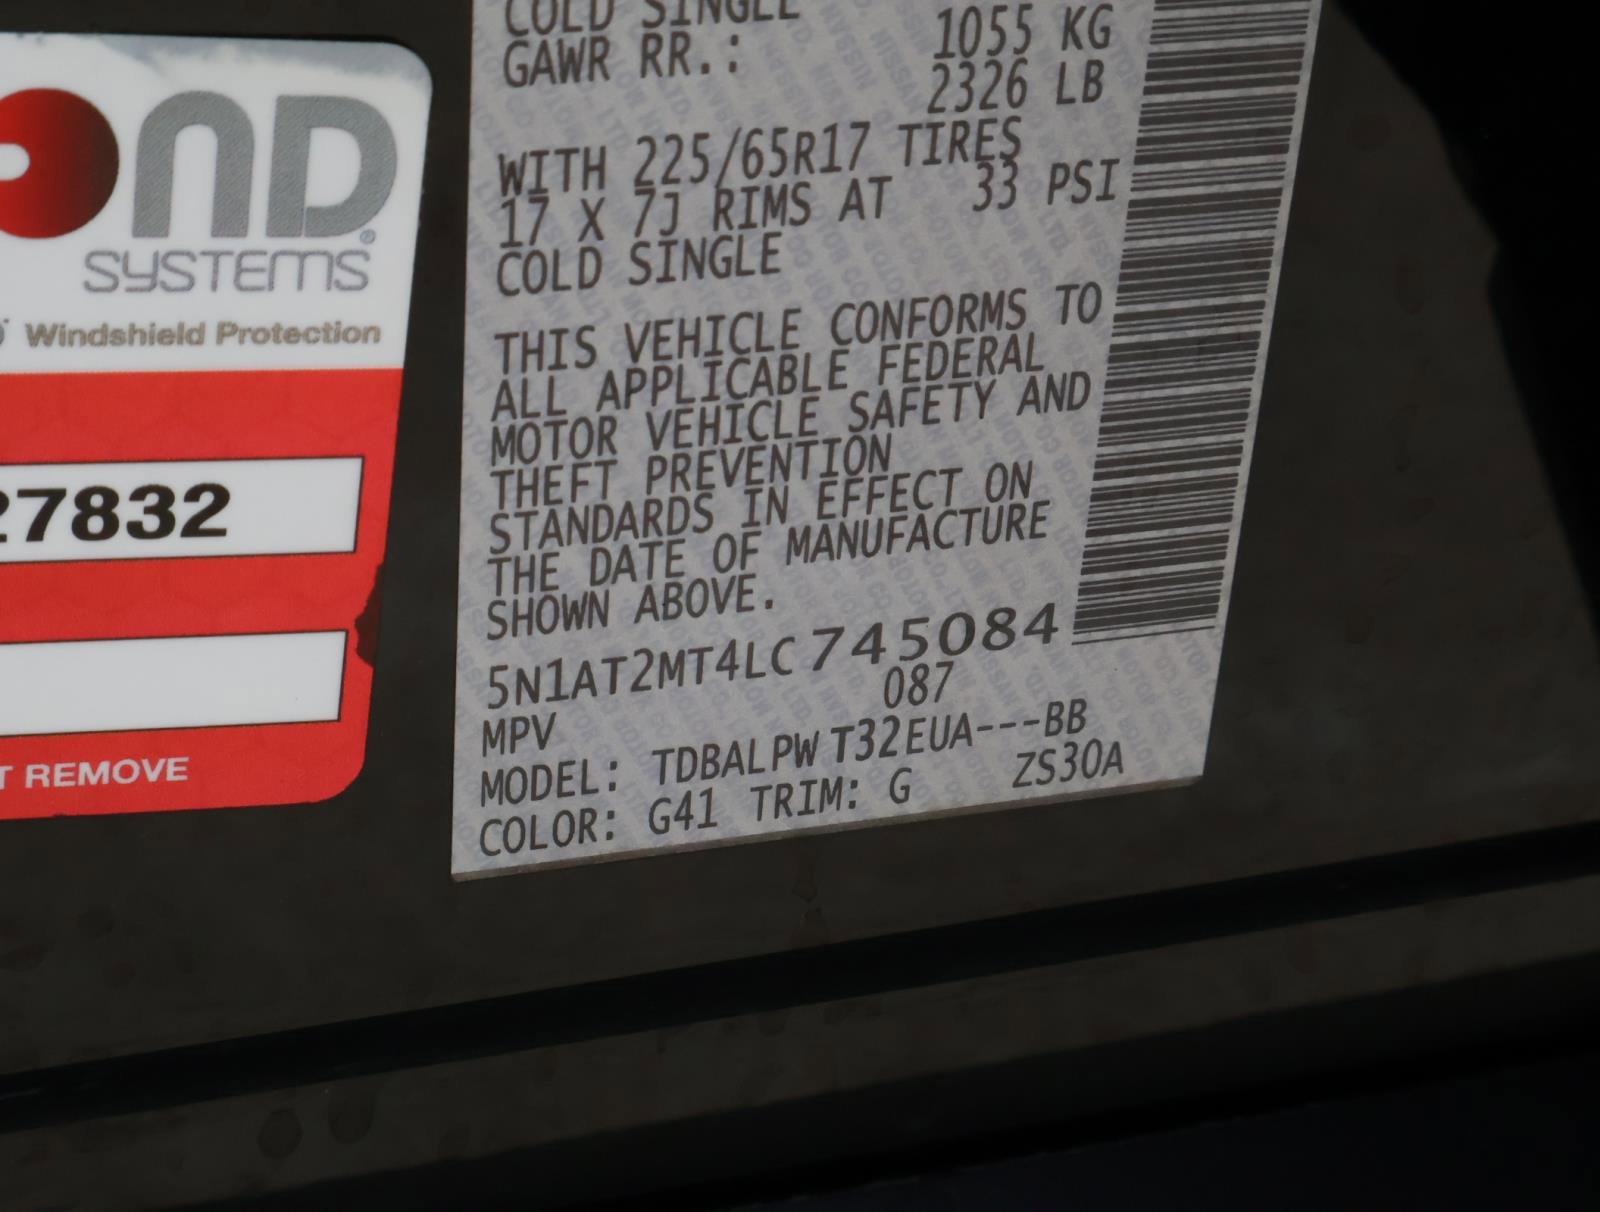 OND
SYSTEMS®
Windshield Protection
27832
T REMOVE
COLD SINGLE
GAWR RR.: 1055 KG
2326 LB
WITH 225/65R17 TIRES
17 X 7J RIMS AT 33 PSI
COLD SINGLE
THIS VEHICLE CONFORMS TO
ALL APPLICABLE FEDERAL
MOTOR VEHICLE SAFETY AND
THEFT PREVENTION
STANDARDS IN EFFECT ON
THE DATE OF MANUFACTURE
SHOWN ABOVE.
5N1AT2MT4LC745084
MPV 087
MODEL: TDBALPW T32EUA---BB
COLOR: G41 TRIM: G ZS30A